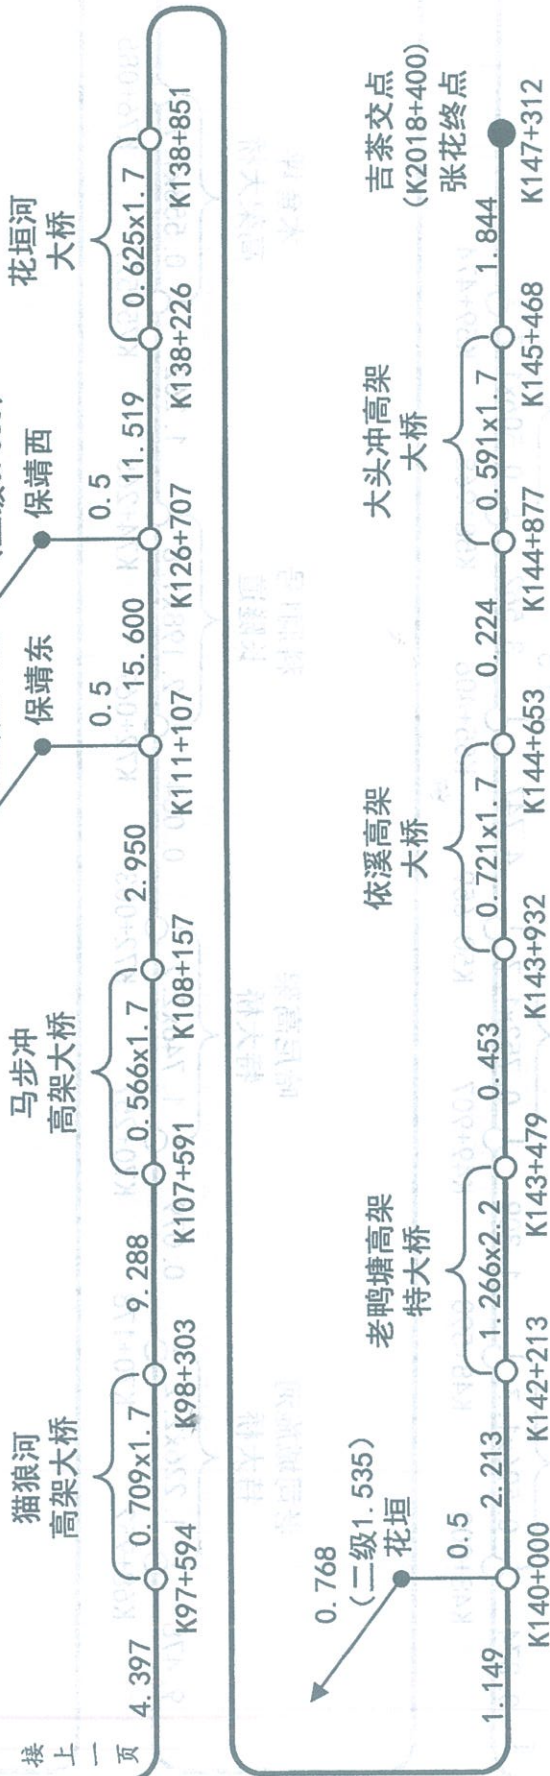 接上一页
4.397
猫狼河
高架大桥
0.709x1.7
K97+594
K98+303
9.288
马步冲
高架大桥
0.566x1.7
K107+591
K108+157
2.950
保靖东
0.5
K111+107
15.600
保靖西
0.5
K126+707
11.519
花垣河
大桥
0.625x1.7
K138+226
K138+851
1.149
0.768
(二级1.535)
花垣
0.5
K140+000
2.213
老鸭塘高架
特大桥
1.266x2.2
K142+213
K143+479
0.453
依溪高架
大桥
0.721x1.7
K143+932
K144+653
0.224
大头冲高架
大桥
0.591x1.7
K144+877
K145+468
1.844
吉茶交点
(K2018+400)
张花终点
K147+312